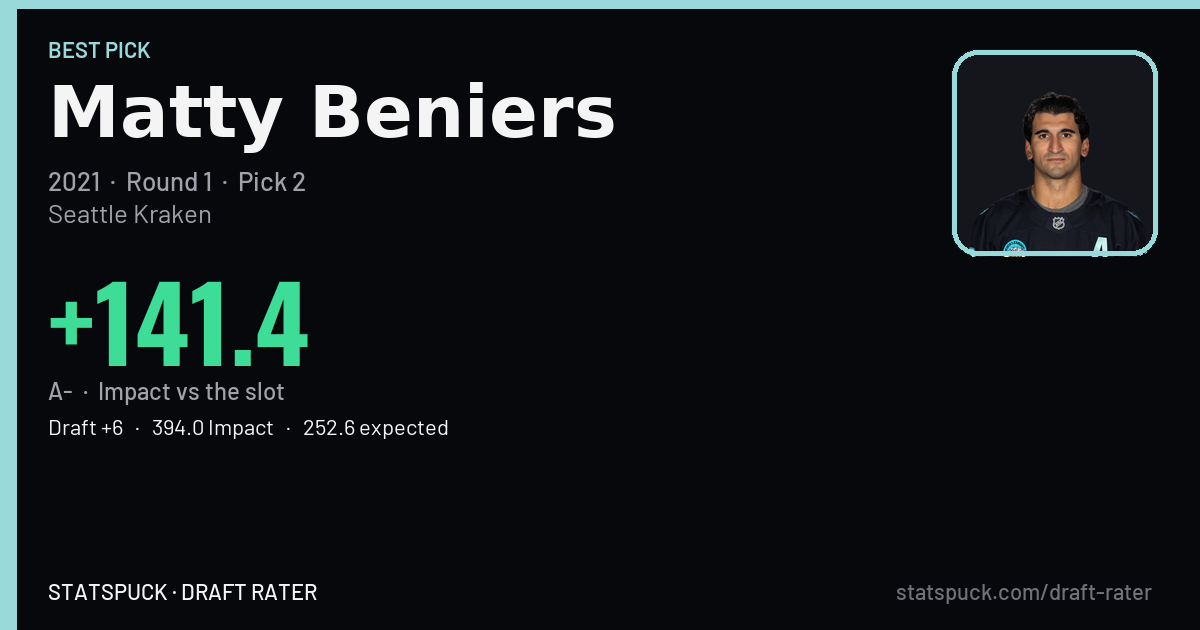 BEST PICK
Matty Beniers
2021 · Round 1 · Pick 2
Seattle Kraken
+141.4
A- · Impact vs the slot
Draft +6 · 394.0 Impact · 252.6 expected
A
STATSPUCK · DRAFT RATER
statspuck.com/draft-rater